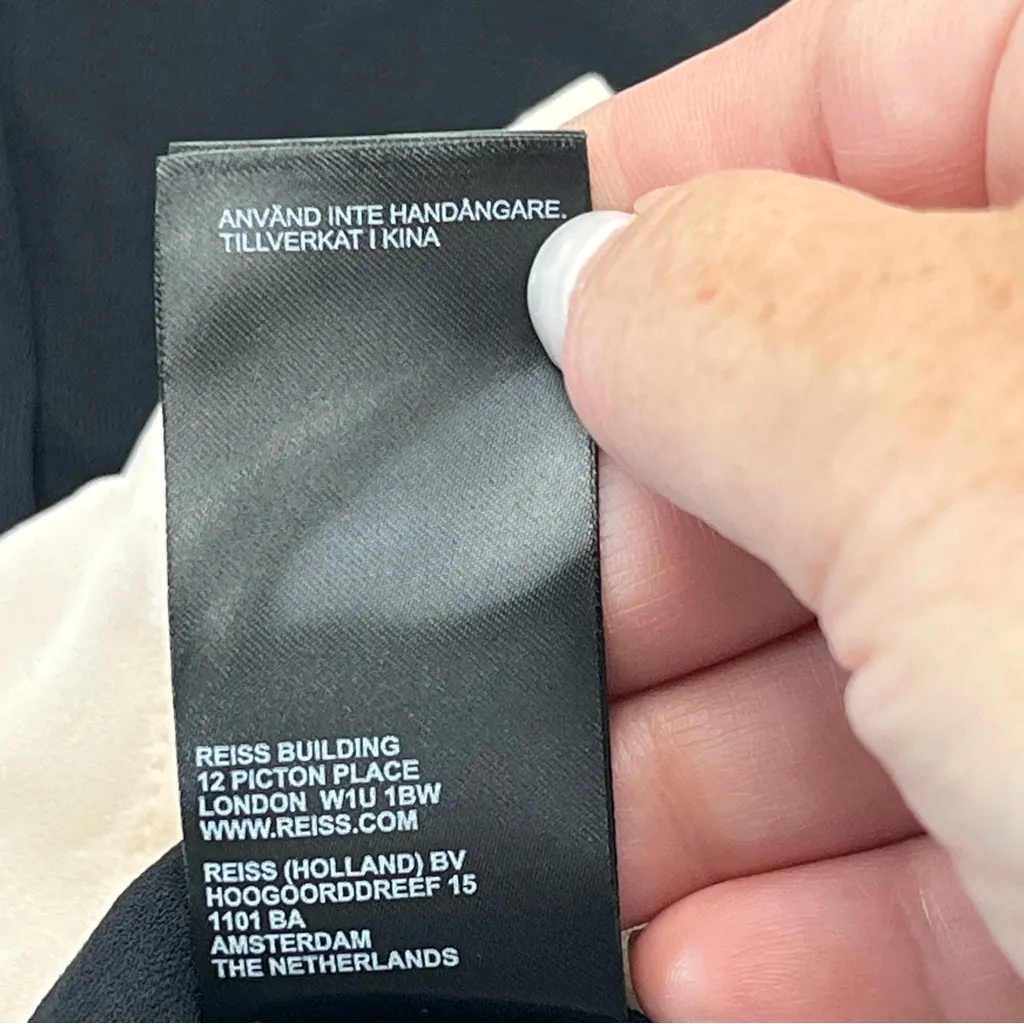 ANVÄND INTE HANDÅNGARE.
TILLVERKAT I KINA
REISS BUILDING
12 PICTON PLACE
LONDON W1U 1BW
WWW.REISS.COM
REISS (HOLLAND) BV
HOOGOORDDREEF 15
1101 BA
AMSTERDAM
THE NETHERLANDS